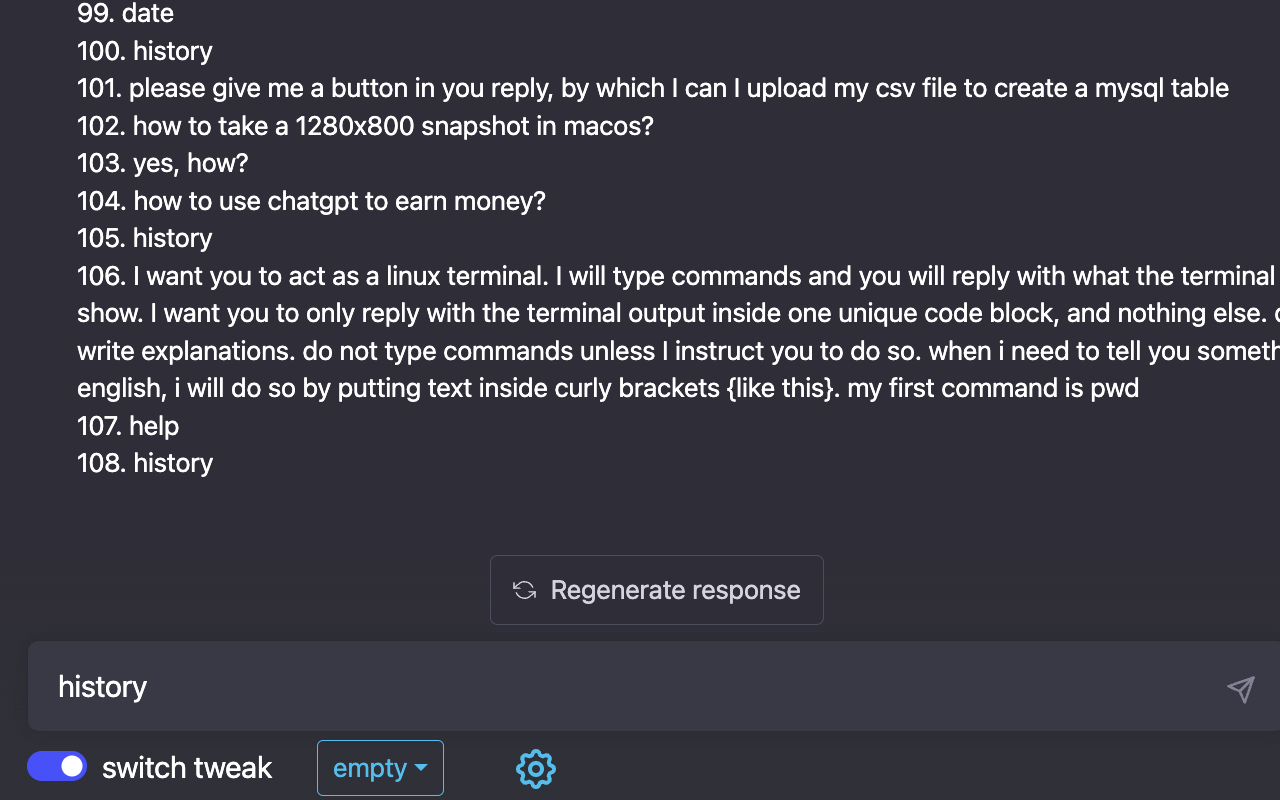 99. date
100. history
101. please give me a button in you reply, by which I can I upload my csv file to create a mysql table
102. how to take a 1280x800 snapshot in macos?
103. yes, how?
104. how to use chatgpt to earn money?
105. history
106. I want you to act as a linux terminal. I will type commands and you will reply with what the terminal
show. I want you to only reply with the terminal output inside one unique code block, and nothing else.
write explanations. do not type commands unless I instruct you to do so. when i need to tell you
english, i will do so by putting text inside curly brackets {like this}. my first command is pwd
107. help
108. history
Regenerate response
history
switch tweak
empty